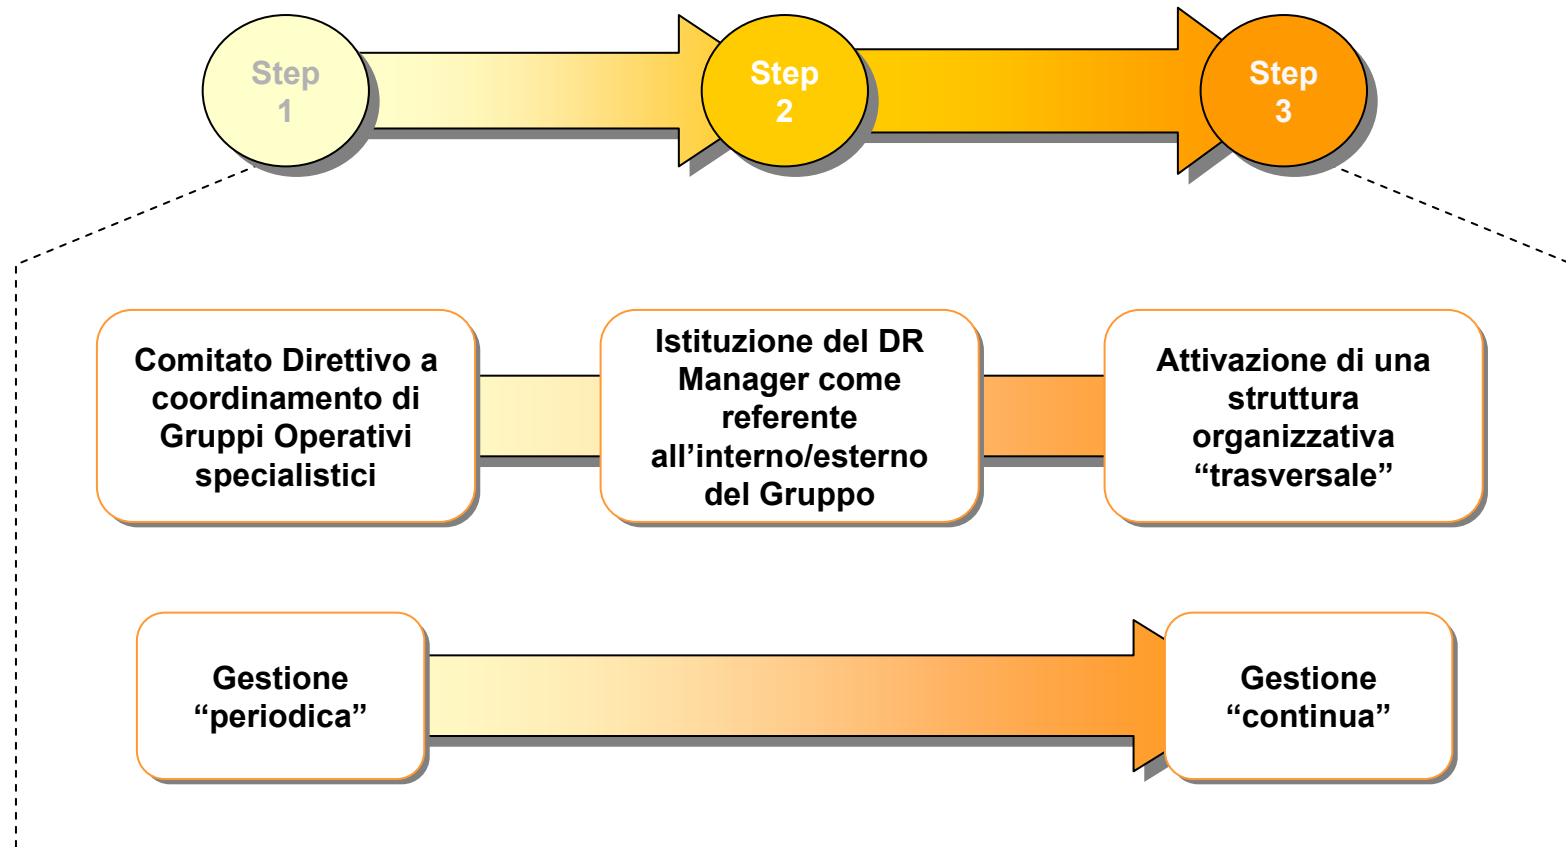 Step
1
Step
2
Step
3
Comitato Direttivo a
coordinamento di
Gruppi Operativi
specialistici
Istituzione del DR
Manager come
referente
all’interno/esterno
del Gruppo
Attivazione di una
struttura
organizzativa
“trasversale”
Gestione
“periodica”
Gestione
“continua”